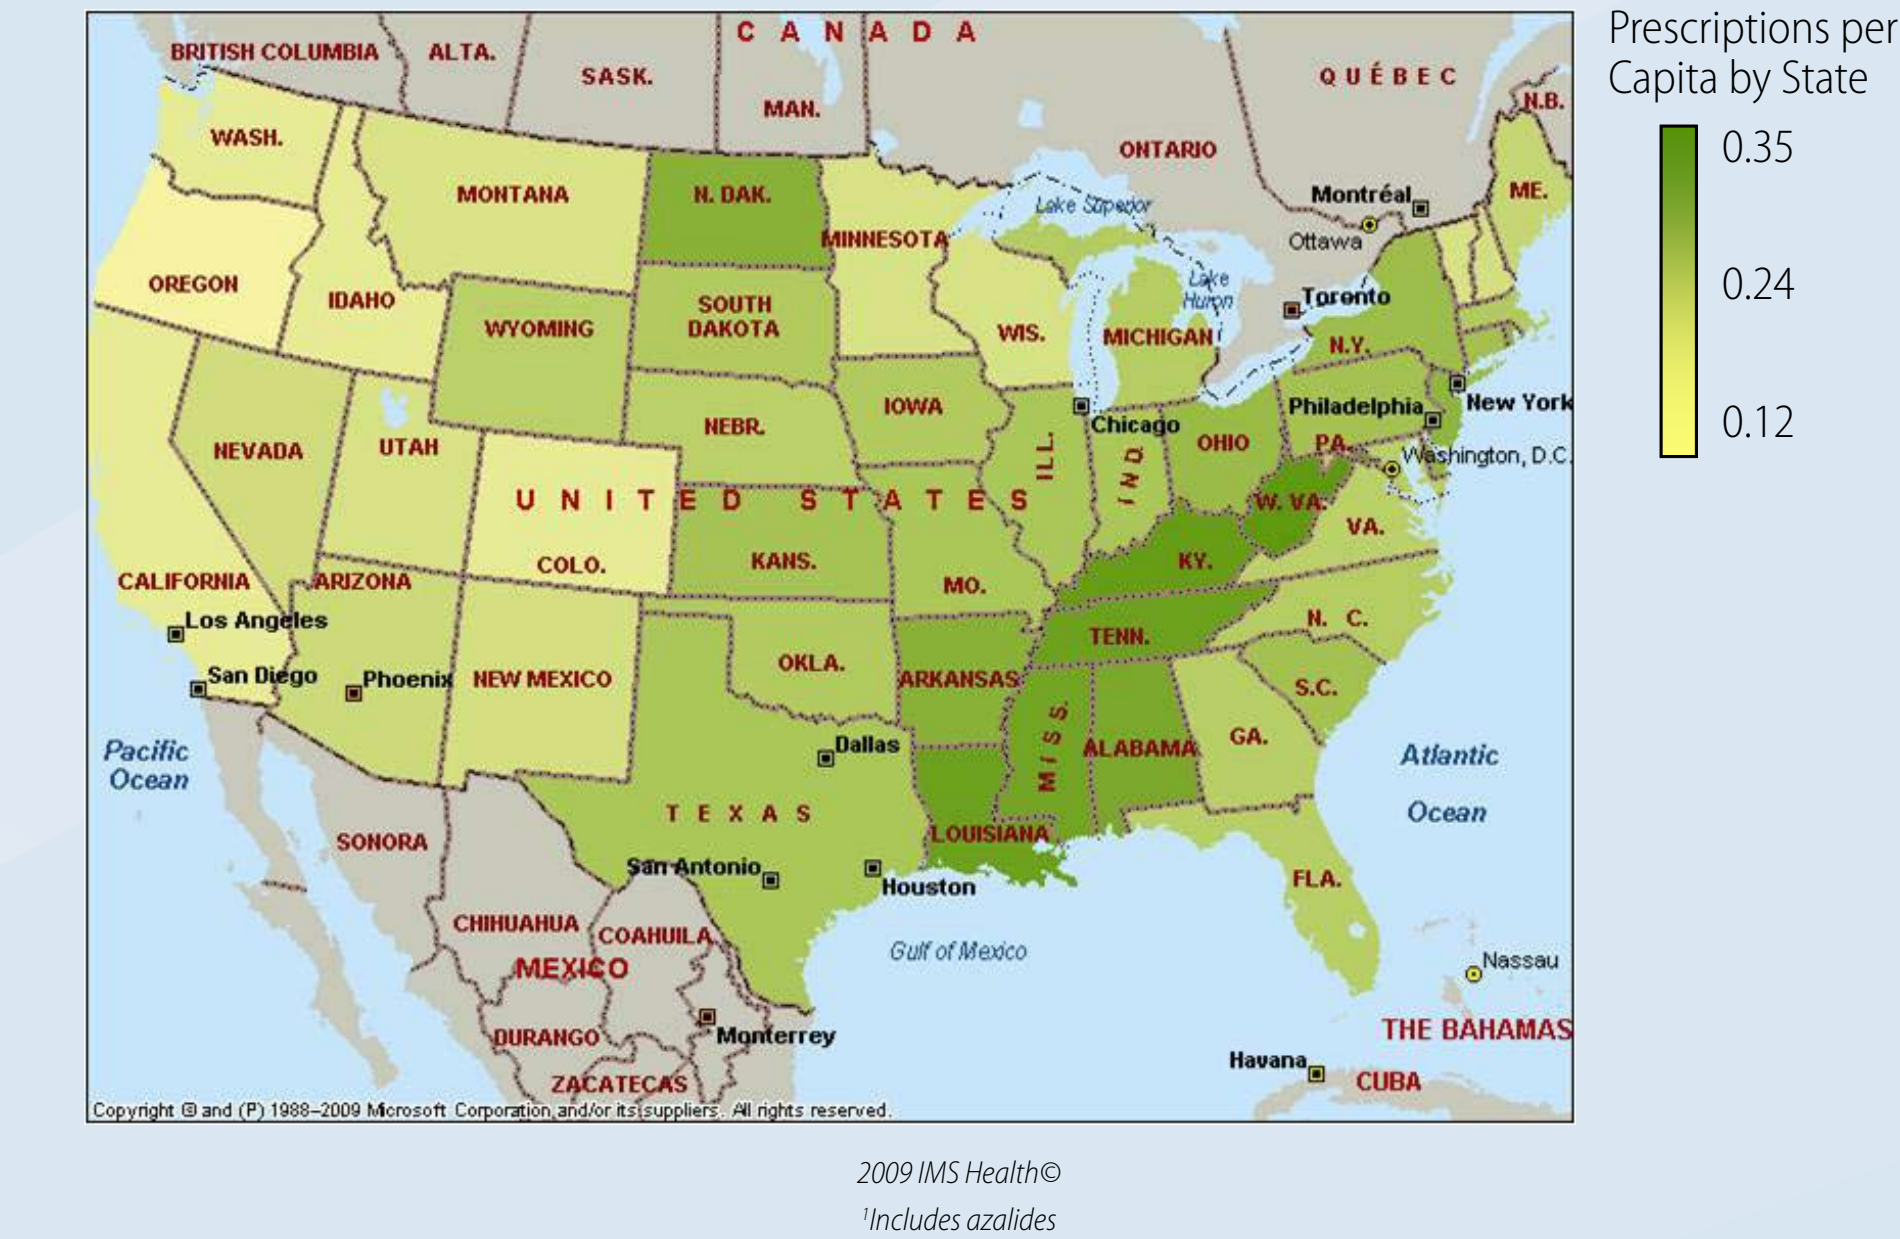 Prescriptions per
Capita by State
0.35
0.24
0.12
C A N A D A
BRITISH COLUMBIA
ALTA.
SASK.
MAN.
ONTARIO
QUÉBEC
N.B.
WASH.
MONTANA
N. DAK.
MINNESOTA
Lake Superior
Montréal
Ottawa
ME.
OREGON
IDAHO
WYOMING
SOUTH
DAKOTA
WIS.
MICHIGAN
Lake
Huron
Toronto
N.Y.
NEVADA
UTAH
NEBR.
IOWA
Chicago
ILL.
IND.
OHIO
Philadelphia
New York
PA.
Washington, D.C.
UNITED STATES
COLO.
KANS.
MO.
KY.
W. VA.
VA.
CALIFORNIA
ARIZONA
Los Angeles
San Diego
Phoenix
NEW MEXICO
OKLA.
ARKANSAS
TENN.
N. C.
S.C.
MISS.
ALABAMA
GA.
Pacific
Ocean
Dallas
T E X A S
LOUISIANA
Atlantic
Ocean
SONORA
San Antonio
Houston
FLA.
CHIHUAHUA
COAHUILA
MEXICO
Gulf of Mexico
Nassau
DURANGO
Monterrey
THE BAHAMAS
ZACATECAS
Havana
CUBA
Copyright © and (P) 1988–2009 Microsoft Corporation and/or its suppliers. All rights reserved.
2009 IMS Health©
¹Includes azalides